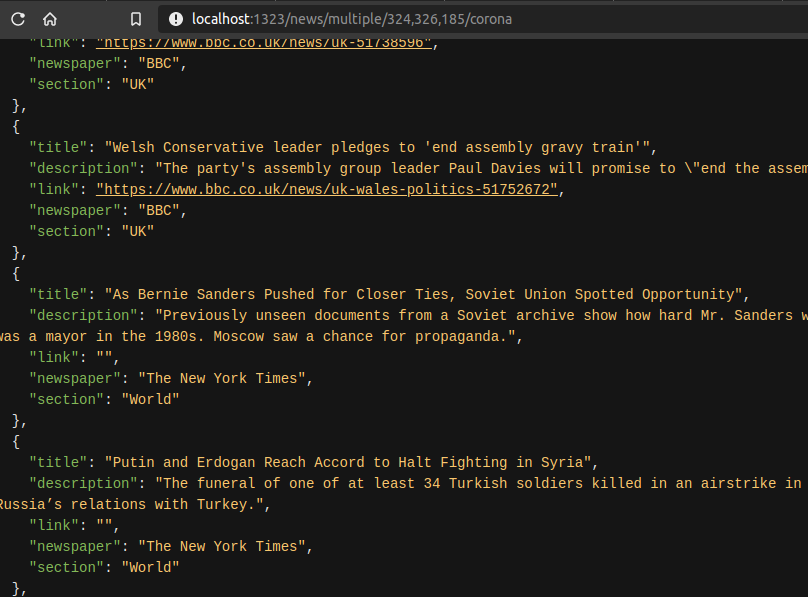 localhost:1323/news/multiple/324,326,185/corona
"link": "https://www.bbc.co.uk/news/uk-51738596",
"newspaper": "BBC",
"section": "UK"
},
{
"title": "Welsh Conservative leader pledges to 'end assembly gravy train'",
"description": "The party's assembly group leader Paul Davies will promise to \"end the assem
"link": "https://www.bbc.co.uk/news/uk-wales-politics-51752672",
"newspaper": "BBC",
"section": "UK"
},
{
"title": "As Bernie Sanders Pushed for Closer Ties, Soviet Union Spotted Opportunity",
"description": "Previously unseen documents from a Soviet archive show how hard Mr. Sanders w
was a mayor in the 1980s. Moscow saw a chance for propaganda.",
"link": "",
"newspaper": "The New York Times",
"section": "World"
},
{
"title": "Putin and Erdogan Reach Accord to Halt Fighting in Syria",
"description": "The funeral of one of at least 34 Turkish soldiers killed in an airstrike in
Russia’s relations with Turkey.",
"link": "",
"newspaper": "The New York Times",
"section": "World"
},